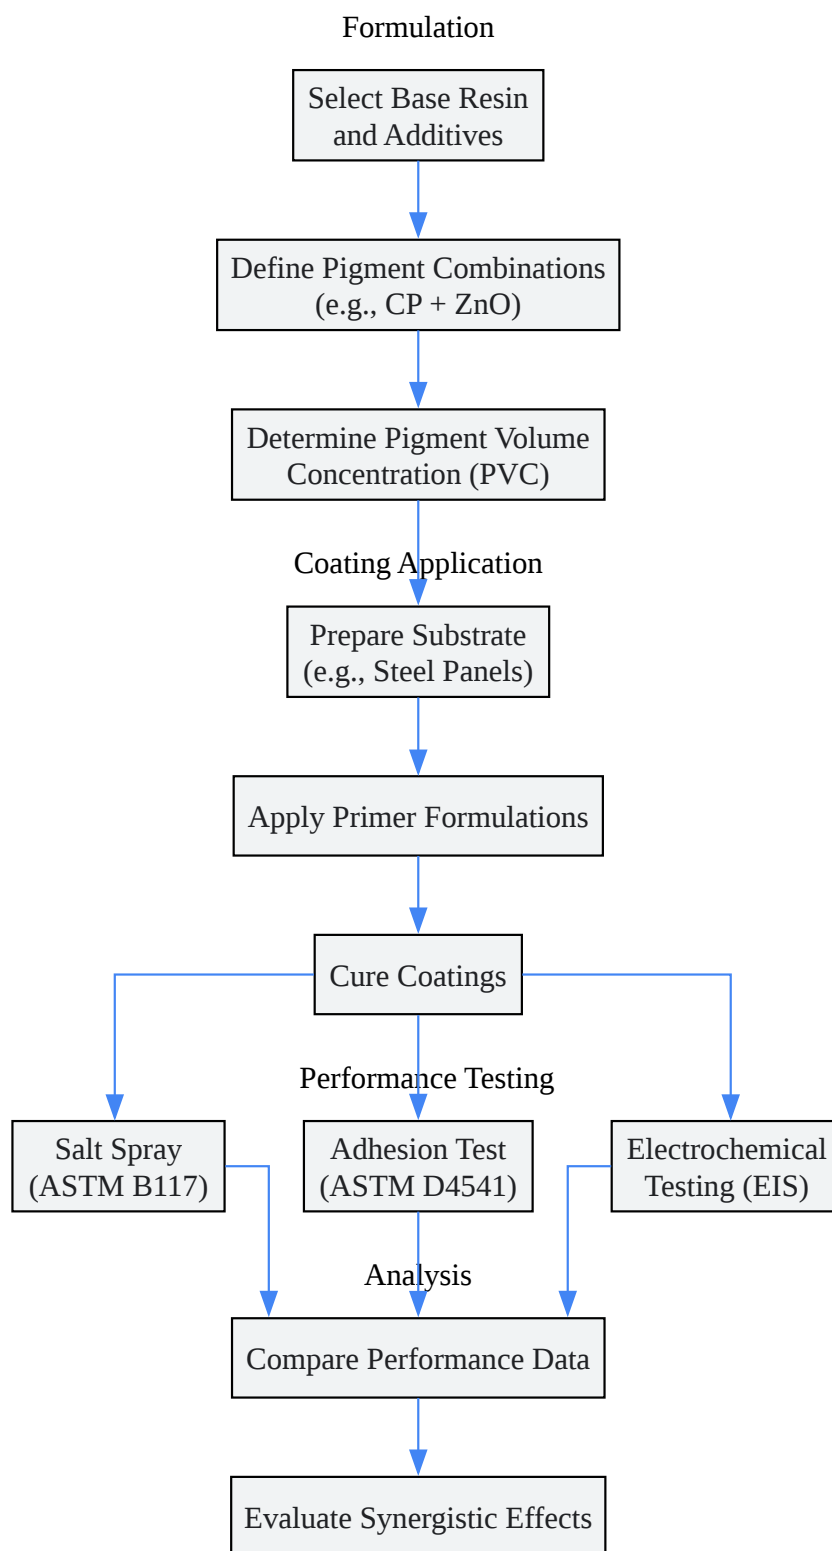 Formulation
Select Base Resin
and Additives
Define Pigment Combinations
(e.g., CP + ZnO)
Determine Pigment Volume
Concentration (PVC)
Coating Application
Prepare Substrate
(e.g., Steel Panels)
Apply Primer Formulations
Cure Coatings
Performance Testing
Salt Spray
(ASTM B117)
Adhesion Test
(ASTM D4541)
Electrochemical
Testing (EIS)
Analysis
Compare Performance Data
Evaluate Synergistic Effects